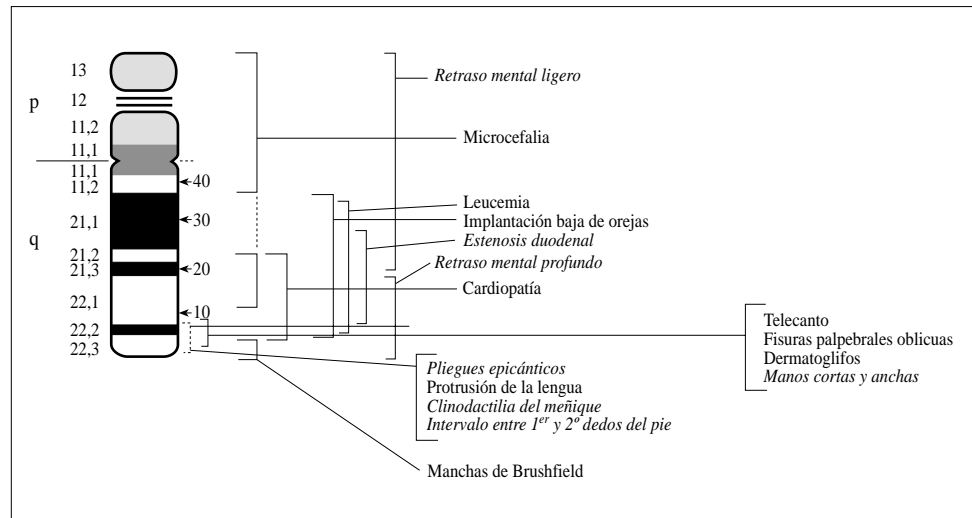 13
p
12
11,2
11,1
11,1
11,2
21,1
q
21,2
21,3
22,1
22,2
22,3
40
30
20
10
Retraso mental ligero
Microcefalia
Leucemia
Implantación baja de orejas
Estenosis duodenal
Retraso mental profundo
Cardiopatía
Telecanto
Fisuras palpebrales oblicuas
Dermatoglifos
Manos cortas y anchas
Pliegues epicánticos
Protrusión de la lengua
Clinodactilia del meñique
Intervalo entre 1er y 2º dedos del pie
Manchas de Brushfield